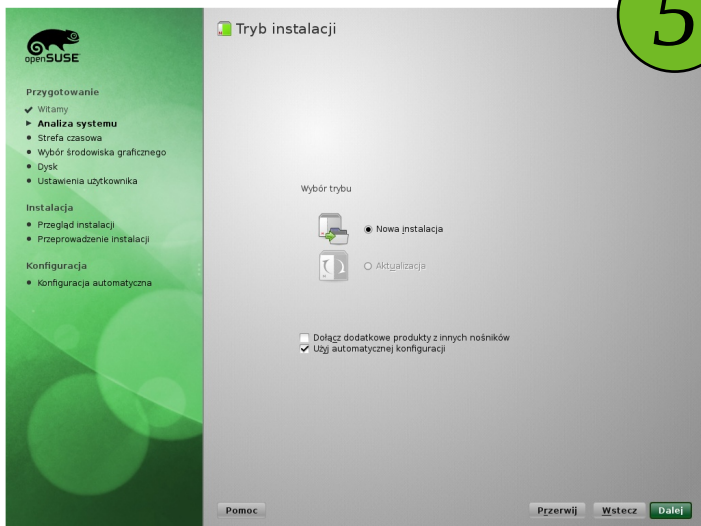 5
openSUSE
Przygotowanie
Witamy
Analiza systemu
Strefa czasowa
Wybór środowiska graficznego
Dysk
Ustawienia użytkownika
Instalacja
Przegląd instalacji
Przeprowadzenie instalacji
Konfiguracja
Konfiguracja automatyczna
Tryb instalacji
Wybór trybu
Nowa instalacja
Aktualizacja
Dołącz dodatkowe produkty z innych nośników
Użyj automatycznej konfiguracji
Pomoc
Przerwij
Wstecz
Dalej